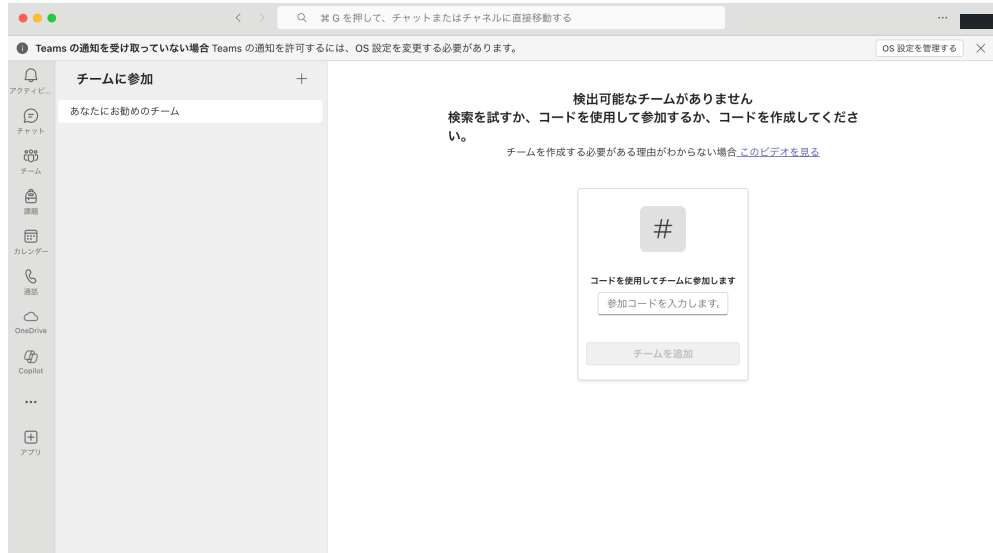 ⌘ G を押して、チャットまたはチャネルに直接移動する
Teams の通知を受け取っていない場合 Teams の通知を許可するには、OS 設定を変更する必要があります。
OS 設定を管理する
アクティビ...
チャット
チーム
課題
カレンダー
通話
OneDrive
Copilot
アプリ
チームに参加
あなたにお勧めのチーム
検出可能なチームがありません
検索を試すか、コードを使用して参加するか、コードを作成してくださ
い。
チームを作成する必要がある理由がわからない場合 このビデオを見る
#
コードを使用してチームに参加します
参加コードを入力します。
チームを追加